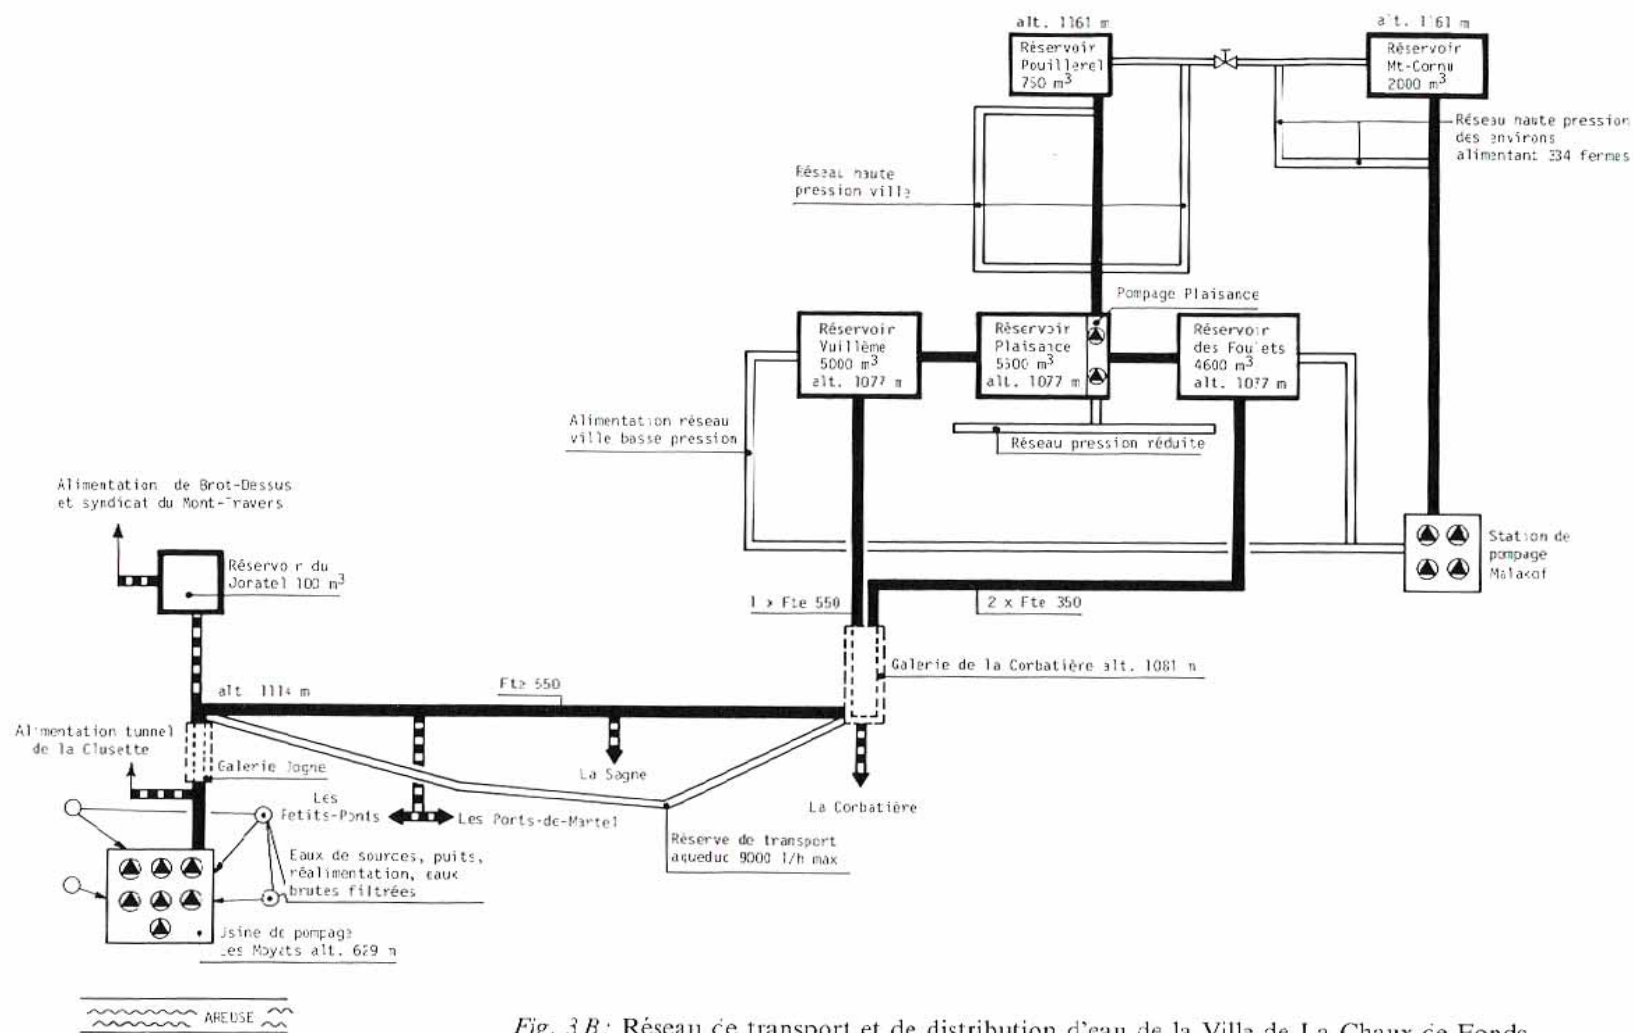 alt. 1161 m
Réservoir
Pouillerel
750 m³
alt. 1161 m
Réservoir
Mt-Cornu
2000 m³
Réseau haute pression
des environs
alimentant 334 fermes
Réseau haute
pression ville
Pompage Plaisance
Réservoir
Vuillème
5000 m³
alt. 1077 m
Réservoir
Plaisance
m³
alt. 1077 m
Réservoir
des Foulets
4600 m³
alt. 1077 m
Alimentation réseau
ville basse pression
Réseau pression réduite
Alimentation de Brot-Dessus
et syndicat du Mont-Travers
Station de
pompage
Malakof
Réservoir du
Joratel 100 m³
1 x Fte 550
2 x Fte 350
Galerie de la Corbatière alt. 1081 m
alt. 1114 m
Fte 550
Alimentation tunnel
de la Clusette
Galerie Jogne
La Sagne
La Corbatière
Les
Petits-Ponts
Les Ponts-de-Martel
Réserve de transport
aqueduc 9000 l/h max
Eaux de sources, puits,
réalimentation, eaux
brutes filtrées
Usine de pompage
Les Moyats alt. 629 m
AREUSE
Fig. 3 B: Réseau de transport et de distribution d'eau de la Ville de La Chaux-de-Fonds